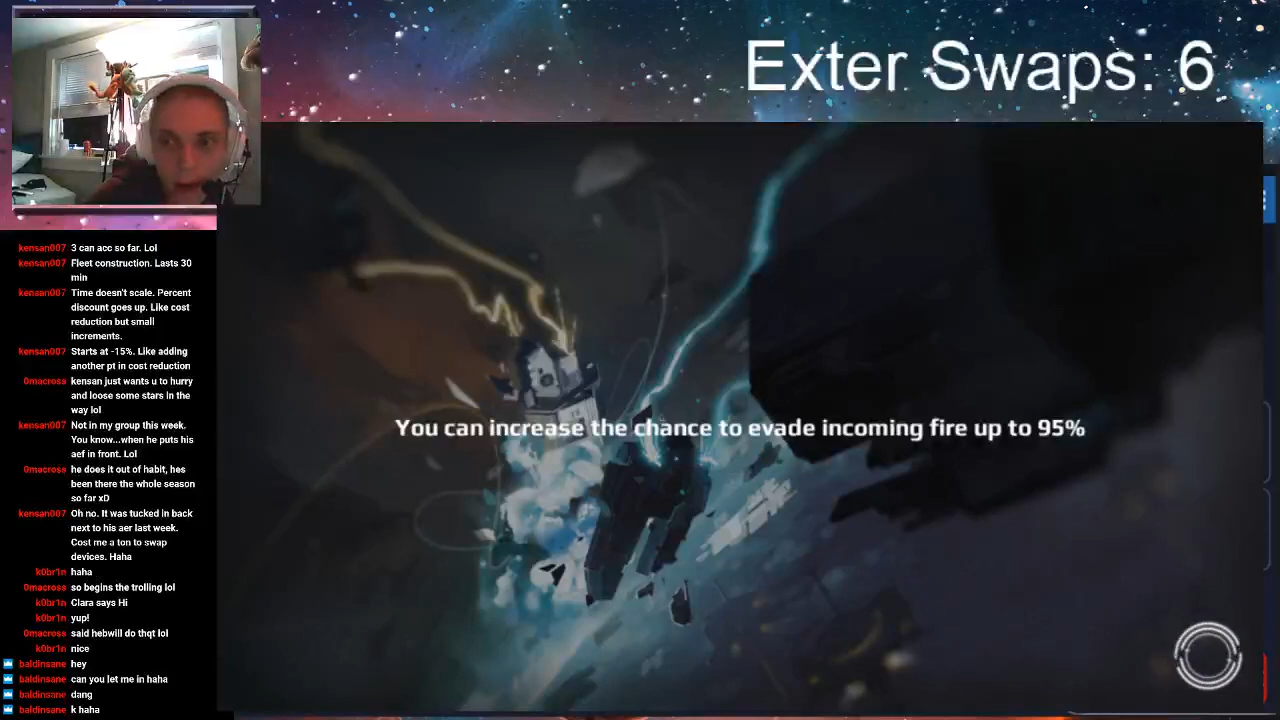 Exter Swaps: 6
kensan007 3 can acc so far. Lol
kensan007 Fleet construction. Lasts 30
min
kensan007 Time doesn't scale. Percent
discount goes up. Like cost
reduction but small
increments.
kensan007 Starts at -15%. Like adding
another pt in cost reduction
0macross kensan just wants u to hurry
and loose some stars in the
way lol
kensan007 Not in my group this week.
You know...when he puts his
aef in front. Lol
0macross he does it out of habit, hes
been there the whole season
so far xD
kensan007 Oh no. It was tucked in back
next to his aer last week.
Cost me a ton to swap
devices. Haha
k0br1n haha
0macross so begins the trolling lol
k0br1n Clara says Hi
k0br1n yup!
0macross said hebwill do thqt lol
k0br1n nice
baldinsane hey
baldinsane can you let me in haha
baldinsane dang
baldinsane k haha
You can increase the chance to evade incoming fire up to 95%